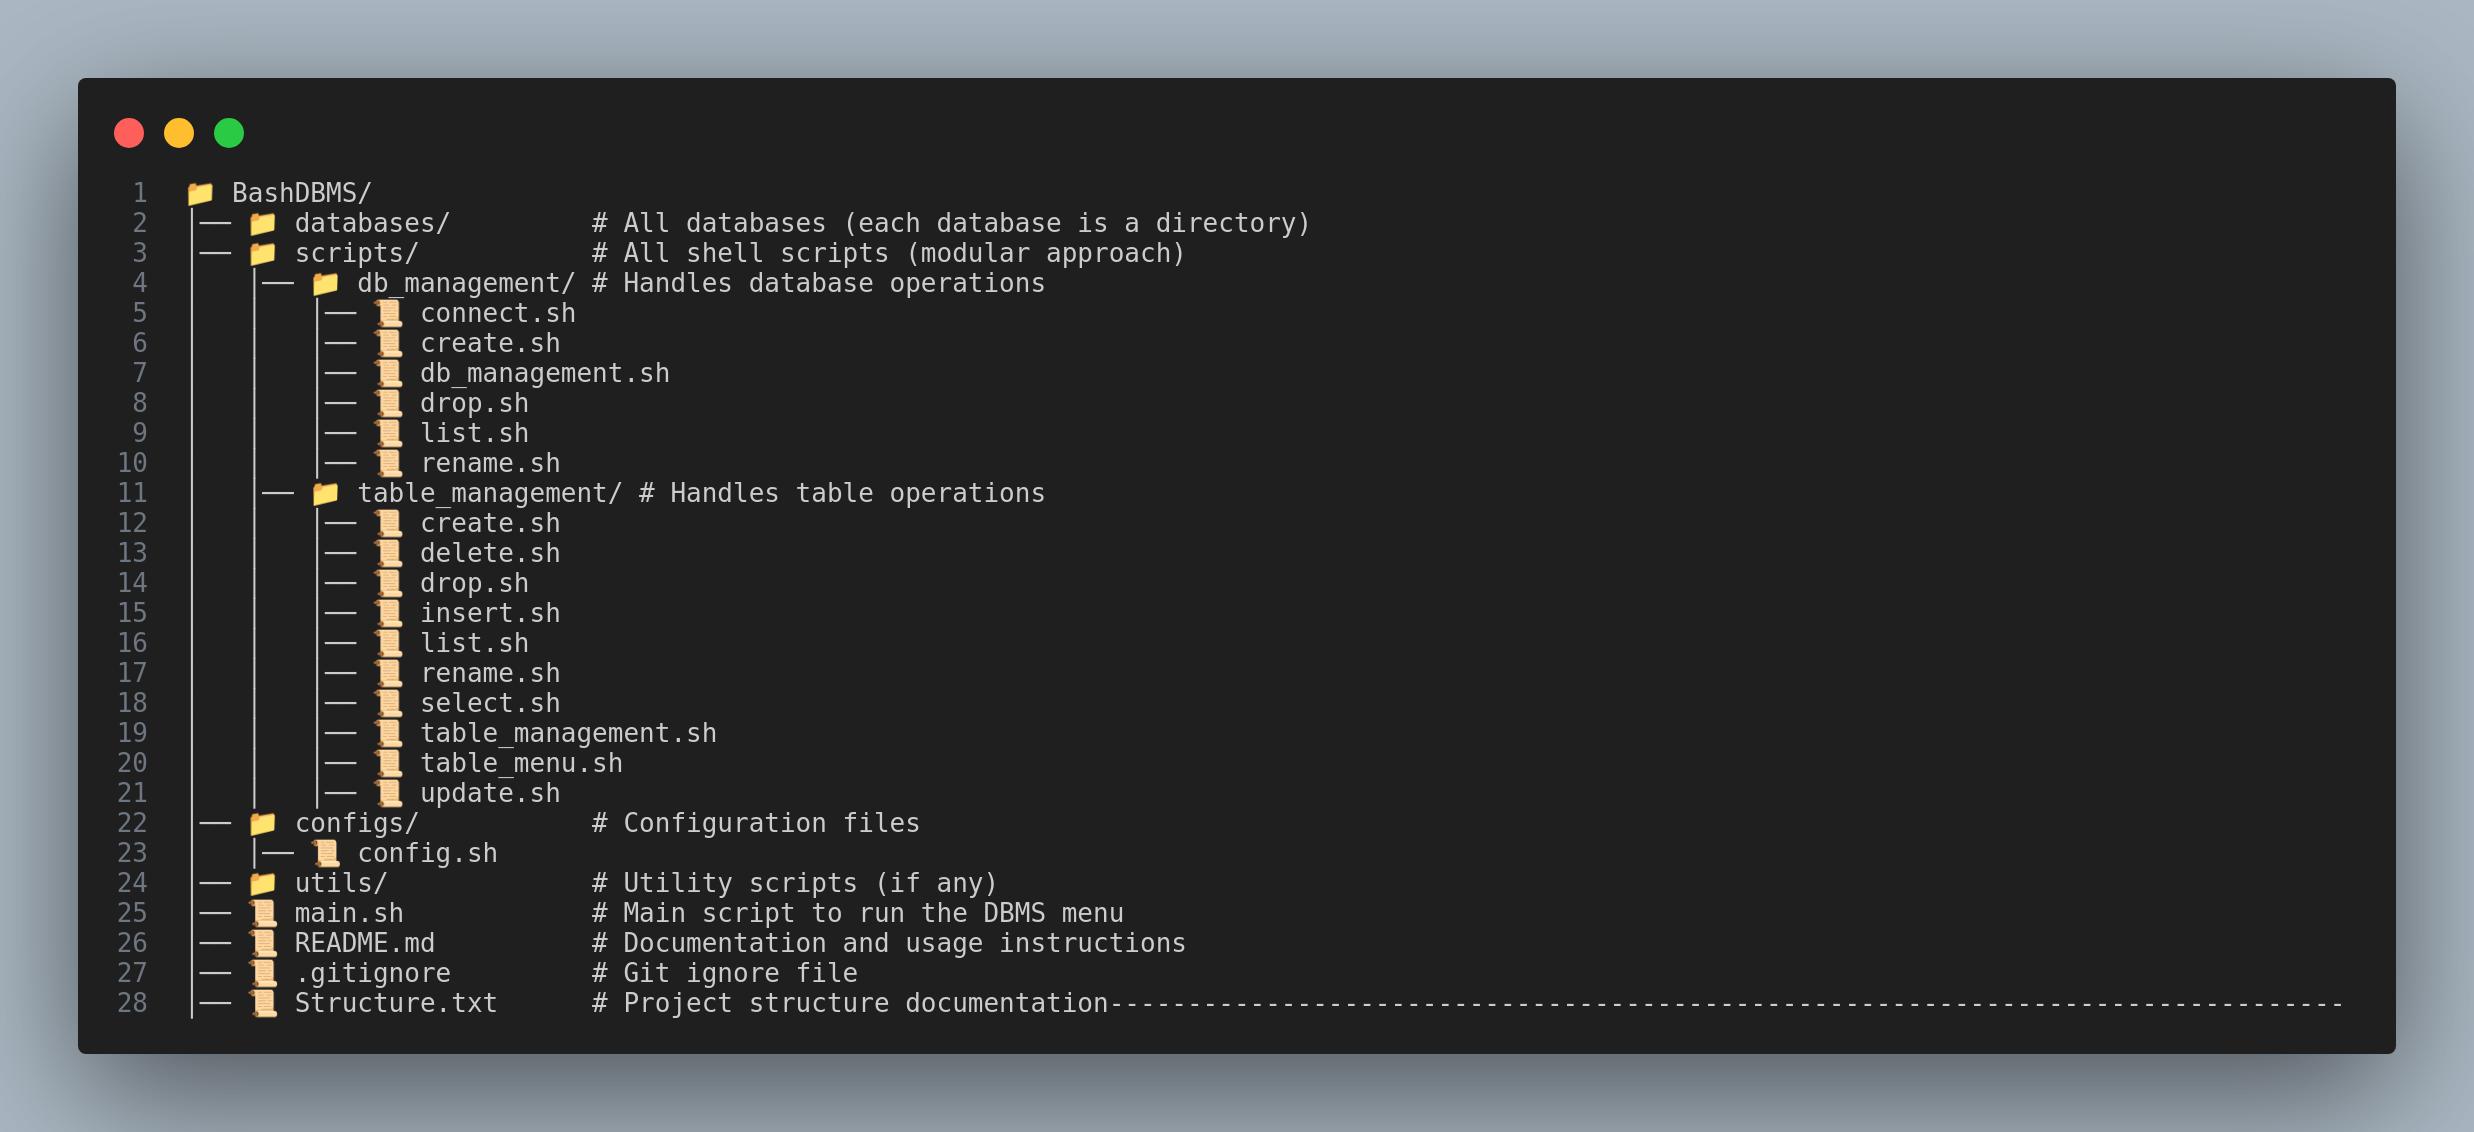 1 📁 BashDBMS/
2 │── 📁 databases/         # All databases (each database is a directory)
3 │── 📁 scripts/           # All shell scripts (modular approach)
4 │   │── 📁 db_management/ # Handles database operations
5 │   │   │── 📜 connect.sh
6 │   │   │── 📜 create.sh
7 │   │   │── 📜 db_management.sh
8 │   │   │── 📜 drop.sh
9 │   │   │── 📜 list.sh
10 │   │   │── 📜 rename.sh
11 │   │── 📁 table_management/ # Handles table operations
12 │   │   │── 📜 create.sh
13 │   │   │── 📜 delete.sh
14 │   │   │── 📜 drop.sh
15 │   │   │── 📜 insert.sh
16 │   │   │── 📜 list.sh
17 │   │   │── 📜 rename.sh
18 │   │   │── 📜 select.sh
19 │   │   │── 📜 table_management.sh
20 │   │   │── 📜 table_menu.sh
21 │   │   │── 📜 update.sh
22 │── 📁 configs/           # Configuration files
23 │   │── 📜 config.sh
24 │── 📁 utils/             # Utility scripts (if any)
25 │── 📜 main.sh            # Main script to run the DBMS menu
26 │── 📜 README.md          # Documentation and usage instructions
27 │── 📜 .gitignore         # Git ignore file
28 │── 📜 Structure.txt      # Project structure documentation-------------------------------------------------------------------------------